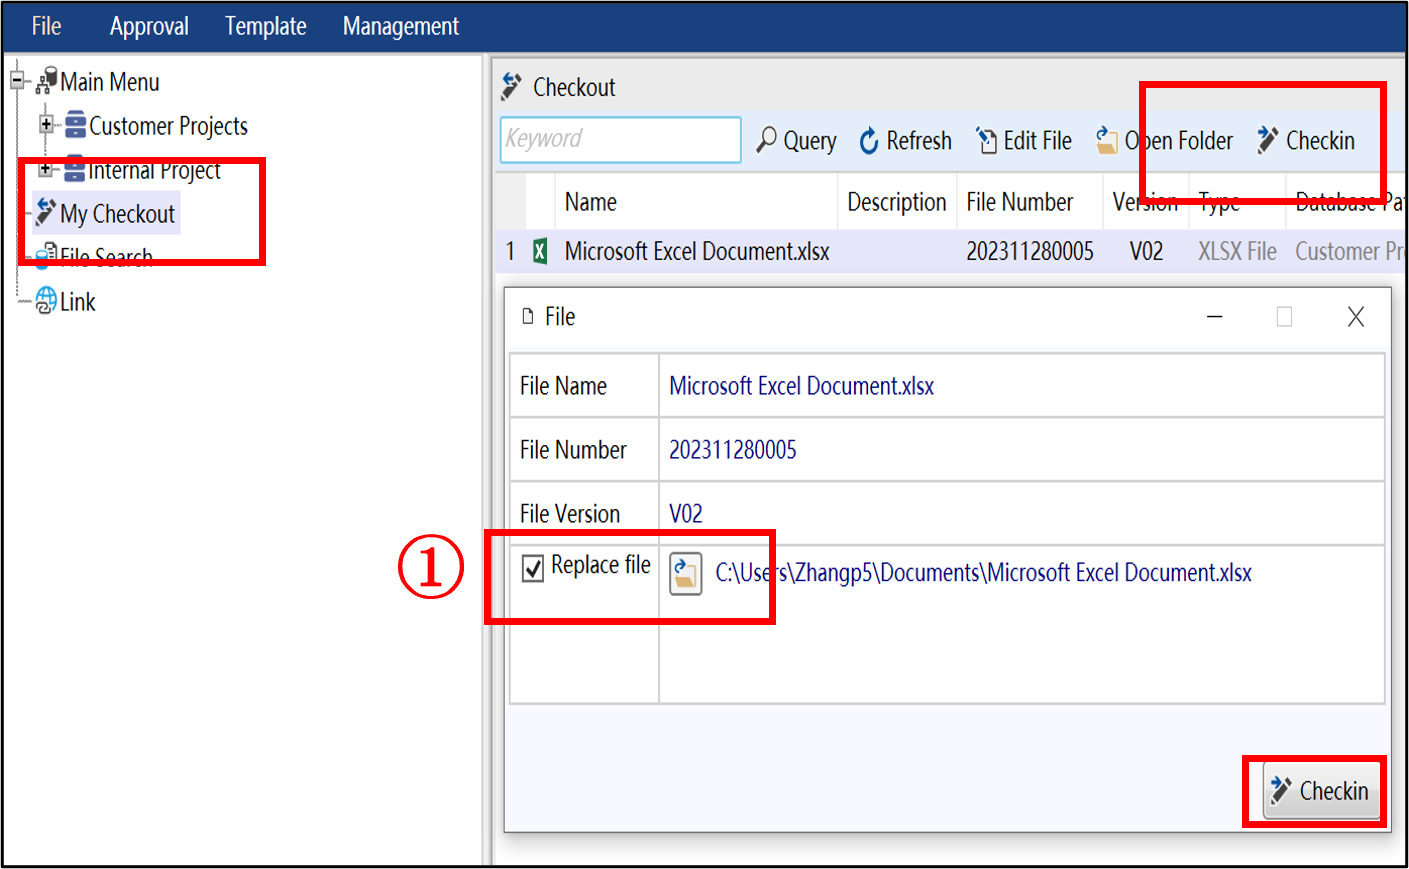 File Approval Template Management
Main Menu
Customer Projects
Internal Project
My Checkout
File Search
Link
Checkout
Keyword Query Refresh Edit File Open Folder Checkin
Name Description File Number Version Type Database Pa
1 Microsoft Excel Document.xlsx 202311280005 V02 XLSX File Customer Pr
File
File Name Microsoft Excel Document.xlsx
File Number 202311280005
File Version V02
① Replace file C:\Users\Zhangp5\Documents\Microsoft Excel Document.xlsx
Checkin